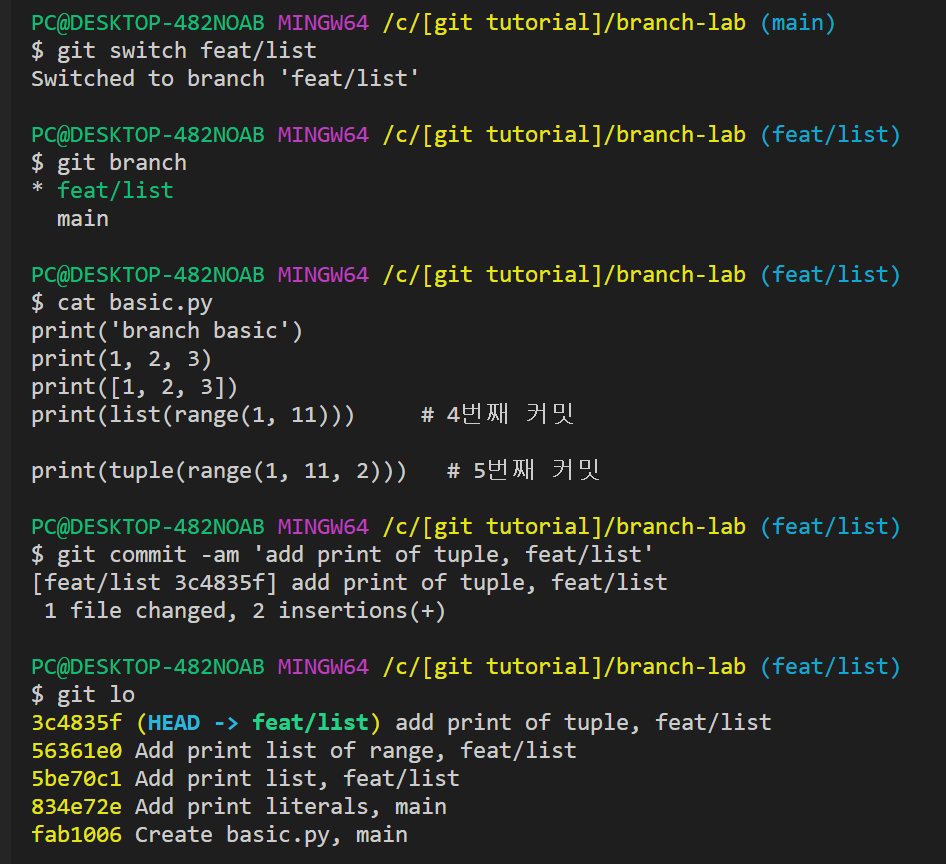 PC@DESKTOP-482NOAB MINGW64 /c/[git tutorial]/branch-lab (main)
$ git switch feat/list
Switched to branch 'feat/list'
PC@DESKTOP-482NOAB MINGW64 /c/[git tutorial]/branch-lab (feat/list)
$ git branch
* feat/list
  main
PC@DESKTOP-482NOAB MINGW64 /c/[git tutorial]/branch-lab (feat/list)
$ cat basic.py
print('branch basic')
print(1, 2, 3)
print([1, 2, 3])
print(list(range(1, 11)))     # 4번째 커밋
print(tuple(range(1, 11, 2)))   # 5번째 커밋
PC@DESKTOP-482NOAB MINGW64 /c/[git tutorial]/branch-lab (feat/list)
$ git commit -am 'add print of tuple, feat/list'
[feat/list 3c4835f] add print of tuple, feat/list
 1 file changed, 2 insertions(+)
PC@DESKTOP-482NOAB MINGW64 /c/[git tutorial]/branch-lab (feat/list)
$ git lo
3c4835f (HEAD -> feat/list) add print of tuple, feat/list
56361e0 Add print list of range, feat/list
5be70c1 Add print list, feat/list
834e72e Add print literals, main
fab1006 Create basic.py, main